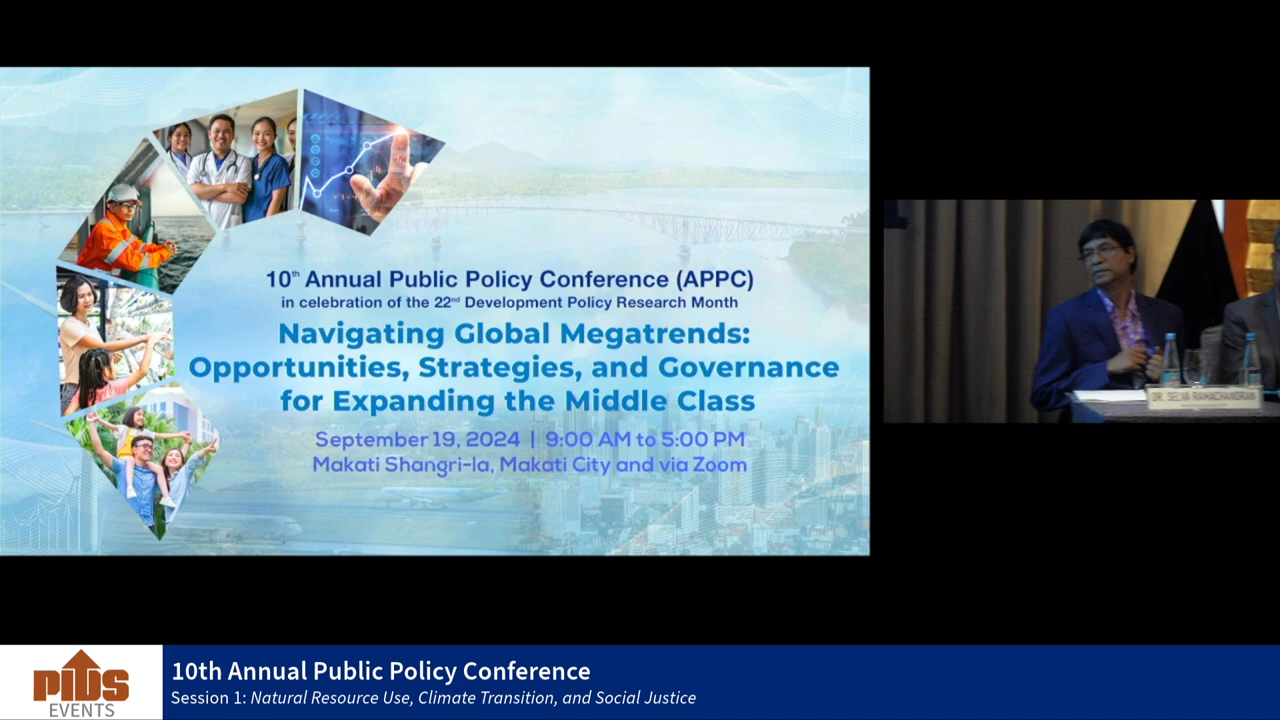 10th Annual Public Policy Conference (APPC)
in celebration of the 22nd Development Policy Research Month
Navigating Global Megatrends:
Opportunities, Strategies, and Governance
for Expanding the Middle Class
September 19, 2024 | 9:00 AM to 5:00 PM
Makati Shangri-la, Makati City and via Zoom
DR. SELVA RAMACHANDRAN
PIDS
EVENTS
10th Annual Public Policy Conference
Session 1: Natural Resource Use, Climate Transition, and Social Justice